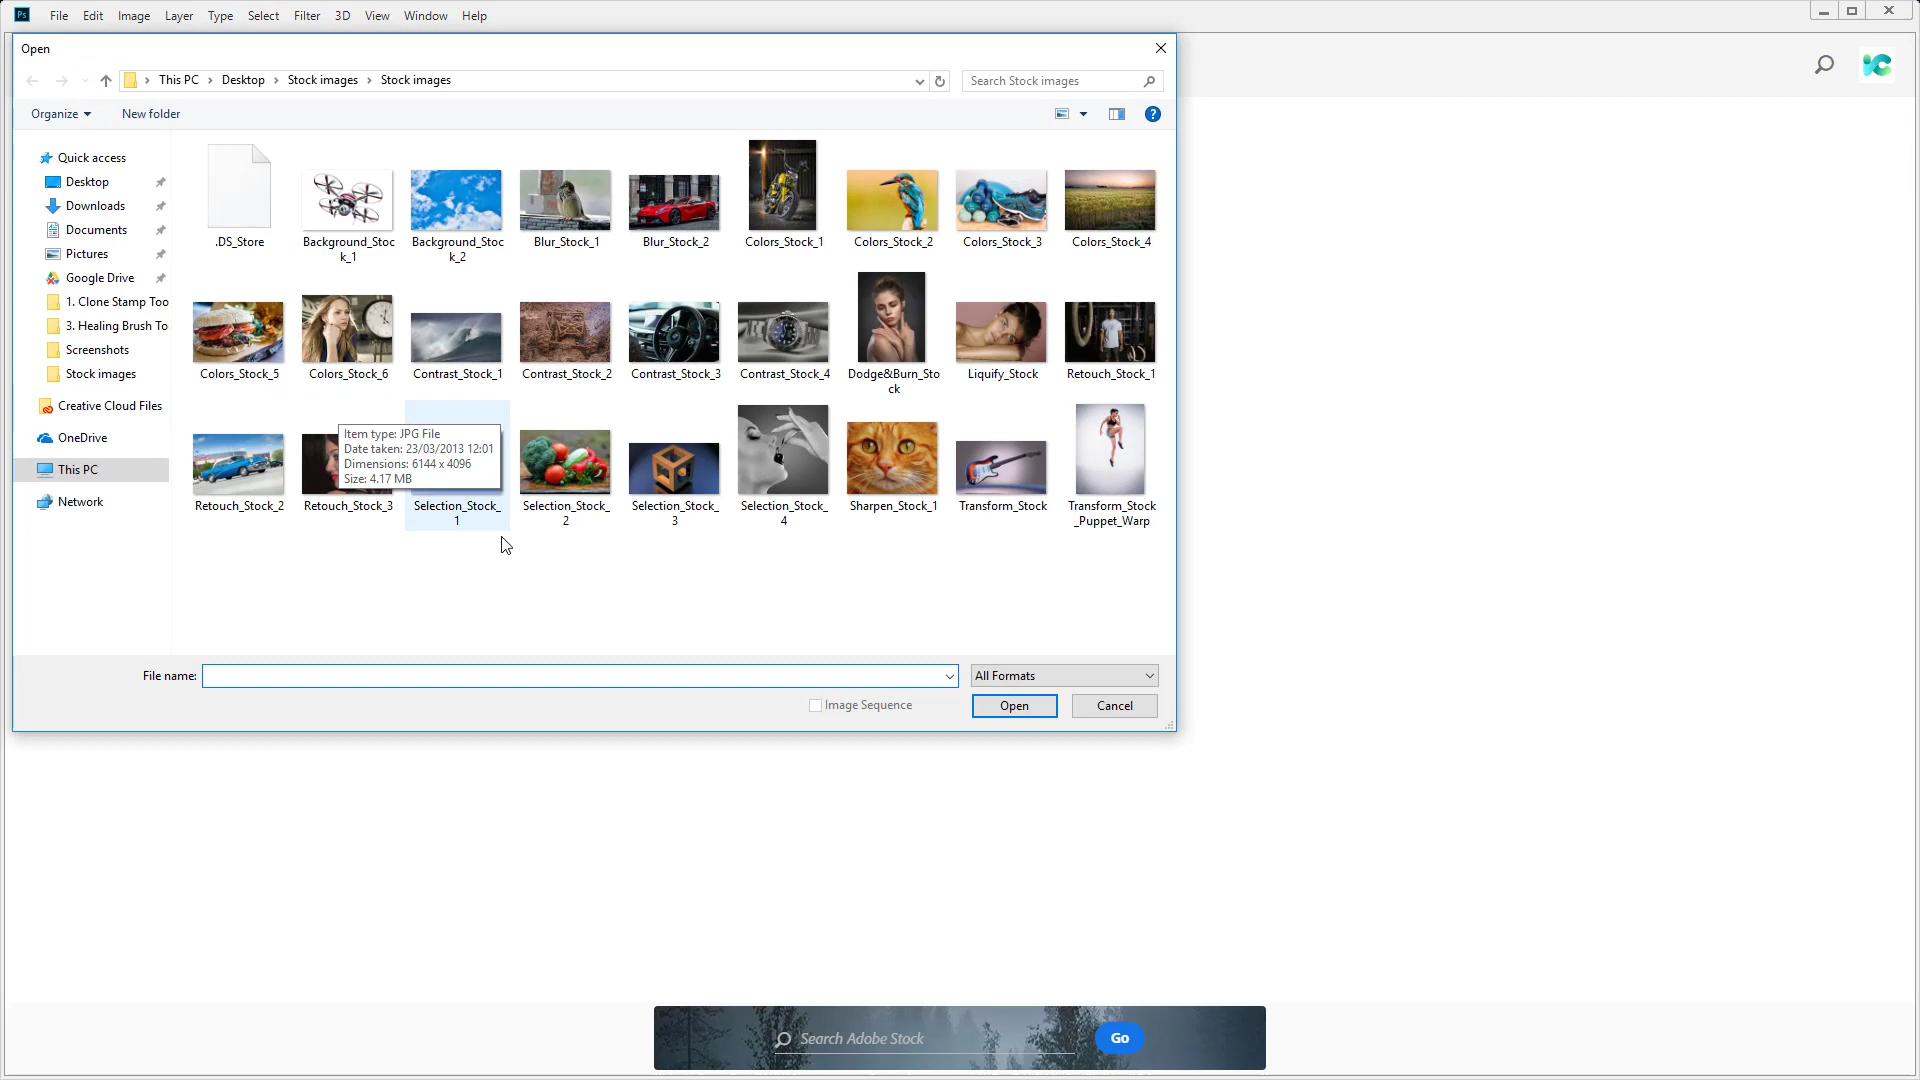 Ps File Edit Image Layer Type Select Filter 3D View Window Help
Open
This PC Desktop Stock images Stock images
Search Stock images
Organize New folder
Quick access
Desktop
Downloads
Documents
Pictures
Google Drive
1. Clone Stamp Too
3. Healing Brush To
Screenshots
Stock images
Creative Cloud Files
OneDrive
This PC
Network
.DS_Store
Background_Stoc
k_1
Background_Stoc
k_2
Blur_Stock_1
Blur_Stock_2
Colors_Stock_1
Colors_Stock_2
Colors_Stock_3
Colors_Stock_4
Colors_Stock_5
Colors_Stock_6
Contrast_Stock_1
Contrast_Stock_2
Contrast_Stock_3
Contrast_Stock_4
Dodge&Burn_Sto
ck
Liquify_Stock
Retouch_Stock_1
Item type: JPG File
Date taken: 23/03/2013 12:01
Dimensions: 6144 x 4096
Size: 4.17 MB
Retouch_Stock_2
Retouch_Stock_3
Selection_Stock_
1
Selection_Stock_
2
Selection_Stock_
3
Selection_Stock_
4
Sharpen_Stock_1
Transform_Stock
Transform_Stock
_Puppet_Warp
File name:
All Formats
Image Sequence
Open Cancel
Search Adobe Stock
Go